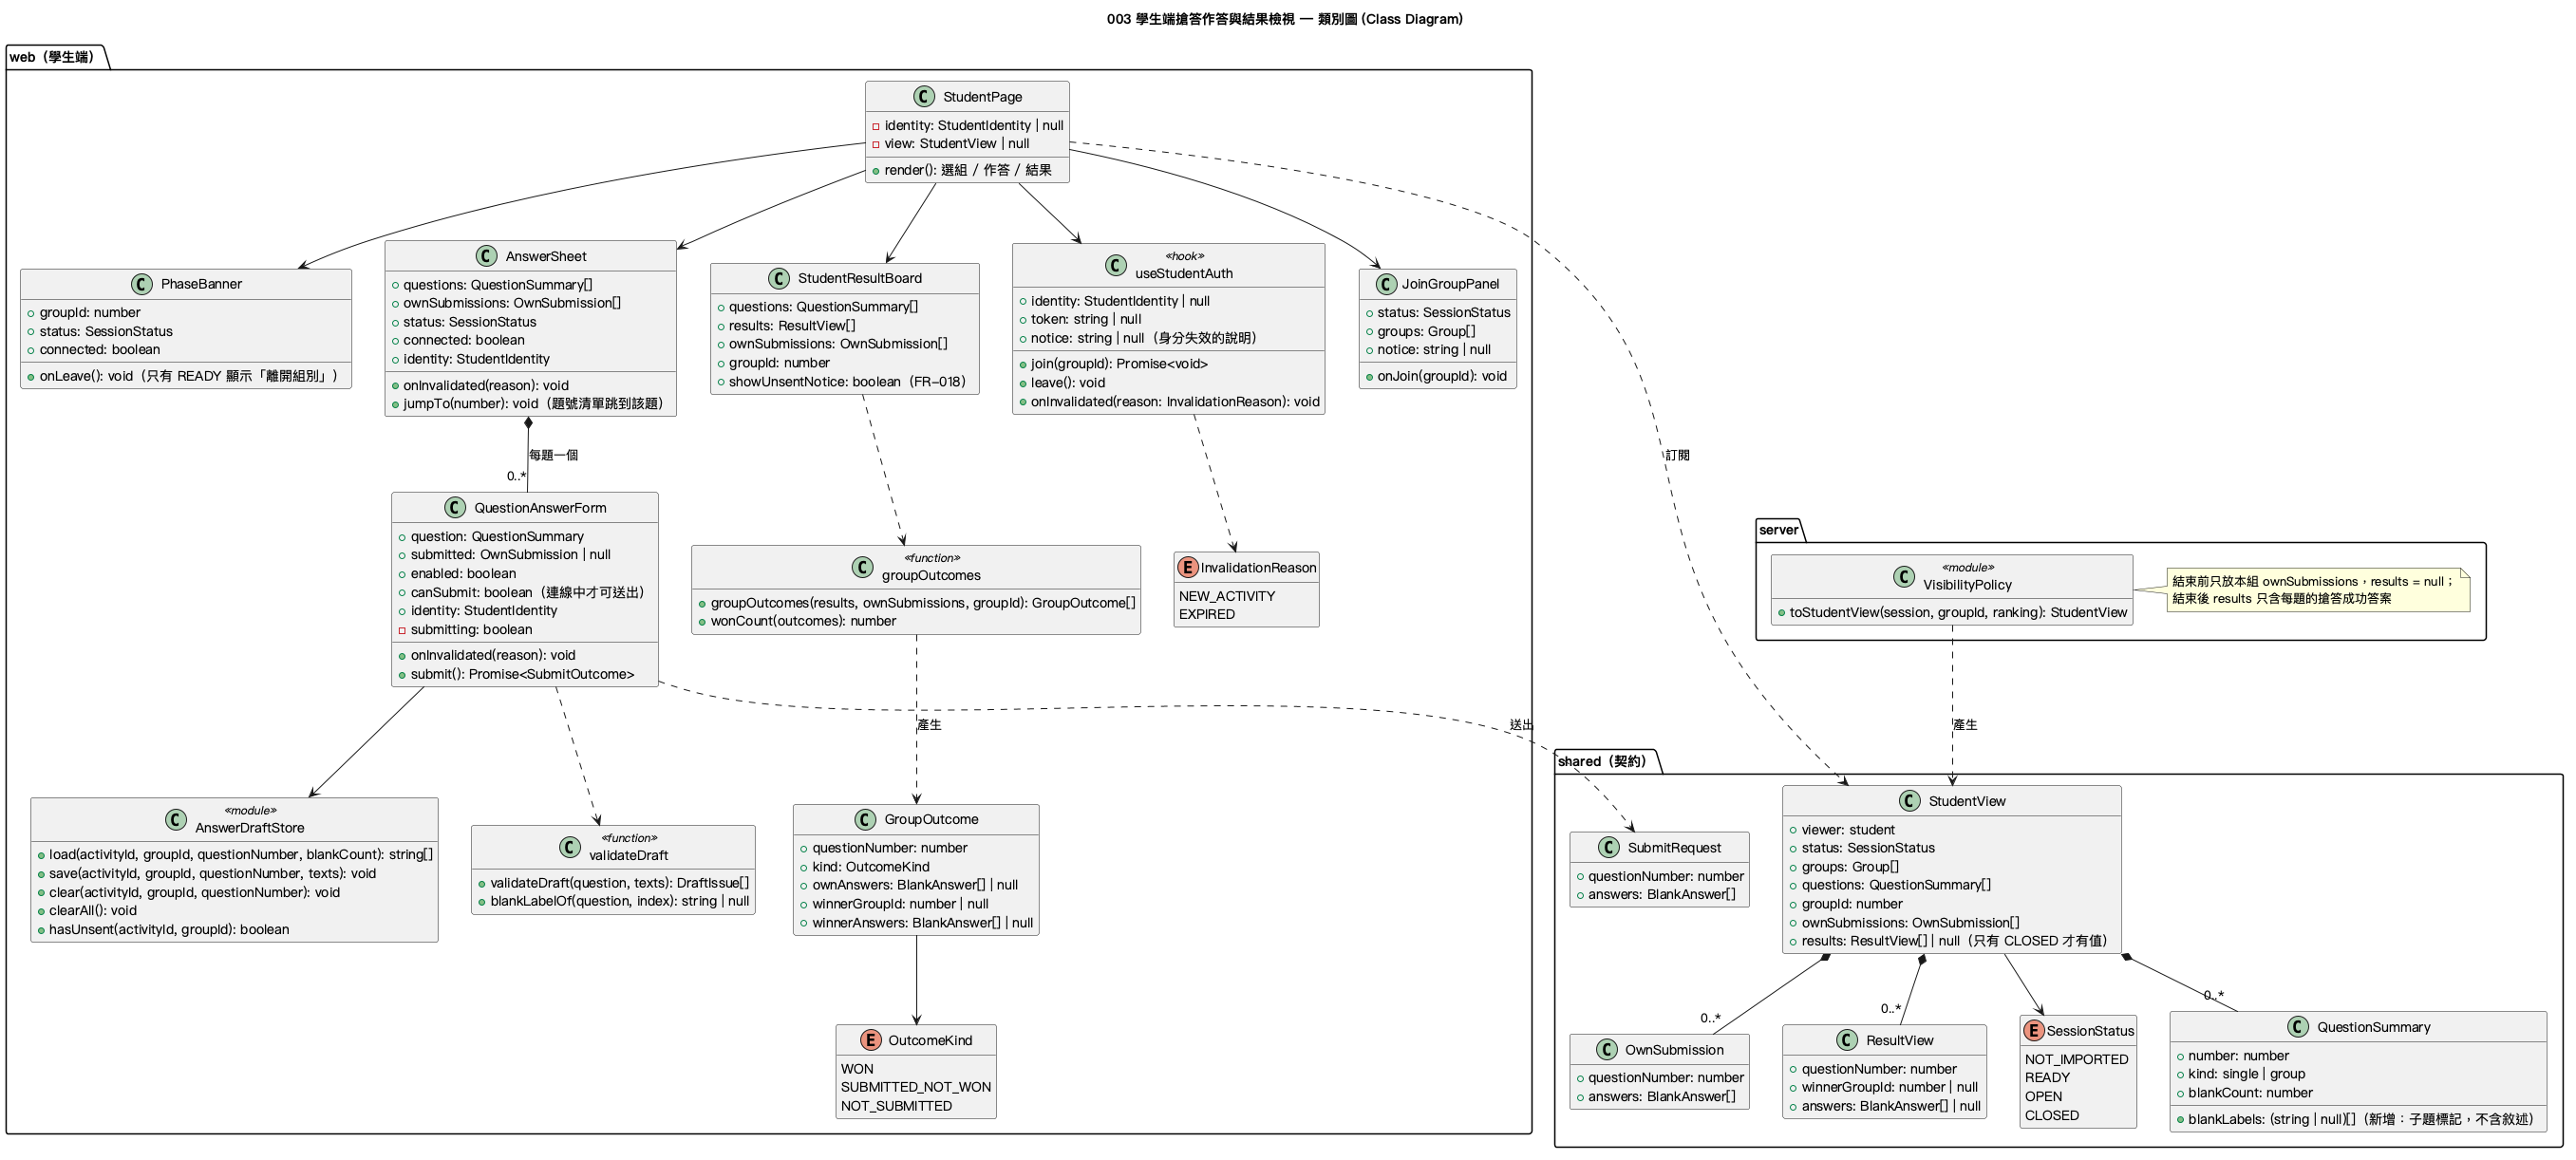 003 學生端搶答作答與結果檢視 — 類別圖 (Class Diagram)
web（學生端）
C StudentPage
identity: StudentIdentity | null
view: StudentView | null
render(): 選組 / 作答 / 結果
C PhaseBanner
groupId: number
status: SessionStatus
connected: boolean
onLeave(): void（只有 READY 顯示「離開組別」）
C AnswerSheet
questions: QuestionSummary[]
ownSubmissions: OwnSubmission[]
status: SessionStatus
connected: boolean
identity: StudentIdentity
onInvalidated(reason): void
jumpTo(number): void（題號清單跳到該題）
C StudentResultBoard
questions: QuestionSummary[]
results: ResultView[]
ownSubmissions: OwnSubmission[]
groupId: number
showUnsentNotice: boolean（FR-018）
«hook»
C useStudentAuth
identity: StudentIdentity | null
token: string | null
notice: string | null（身分失效的說明）
join(groupId): Promise<void>
leave(): void
onInvalidated(reason: InvalidationReason): void
C JoinGroupPanel
status: SessionStatus
groups: Group[]
notice: string | null
onJoin(groupId): void
每題一個
0..*
訂閱
C QuestionAnswerForm
question: QuestionSummary
submitted: OwnSubmission | null
enabled: boolean
canSubmit: boolean（連線中才可送出）
identity: StudentIdentity
submitting: boolean
onInvalidated(reason): void
submit(): Promise<SubmitOutcome>
«function»
C groupOutcomes
groupOutcomes(results, ownSubmissions, groupId): GroupOutcome[]
wonCount(outcomes): number
E InvalidationReason
NEW_ACTIVITY
EXPIRED
server
«module»
C VisibilityPolicy
toStudentView(session, groupId, ranking): StudentView
結束前只放本組 ownSubmissions，results = null；
結束後 results 只含每題的搶答成功答案
產生
送出
產生
«module»
C AnswerDraftStore
load(activityId, groupId, questionNumber, blankCount): string[]
save(activityId, groupId, questionNumber, texts): void
clear(activityId, groupId, questionNumber): void
clearAll(): void
hasUnsent(activityId, groupId): boolean
«function»
C validateDraft
validateDraft(question, texts): DraftIssue[]
blankLabelOf(question, index): string | null
C GroupOutcome
questionNumber: number
kind: OutcomeKind
ownAnswers: BlankAnswer[] | null
winnerGroupId: number | null
winnerAnswers: BlankAnswer[] | null
E OutcomeKind
WON
SUBMITTED_NOT_WON
NOT_SUBMITTED
shared（契約）
C SubmitRequest
questionNumber: number
answers: BlankAnswer[]
C StudentView
viewer: student
status: SessionStatus
groups: Group[]
questions: QuestionSummary[]
groupId: number
ownSubmissions: OwnSubmission[]
results: ResultView[] | null（只有 CLOSED 才有值）
0..*
0..*
0..*
C OwnSubmission
questionNumber: number
answers: BlankAnswer[]
C ResultView
questionNumber: number
winnerGroupId: number | null
answers: BlankAnswer[] | null
E SessionStatus
NOT_IMPORTED
READY
OPEN
CLOSED
C QuestionSummary
number: number
kind: single | group
blankCount: number
blankLabels: (string | null)[]（新增：子題標記，不含敘述）